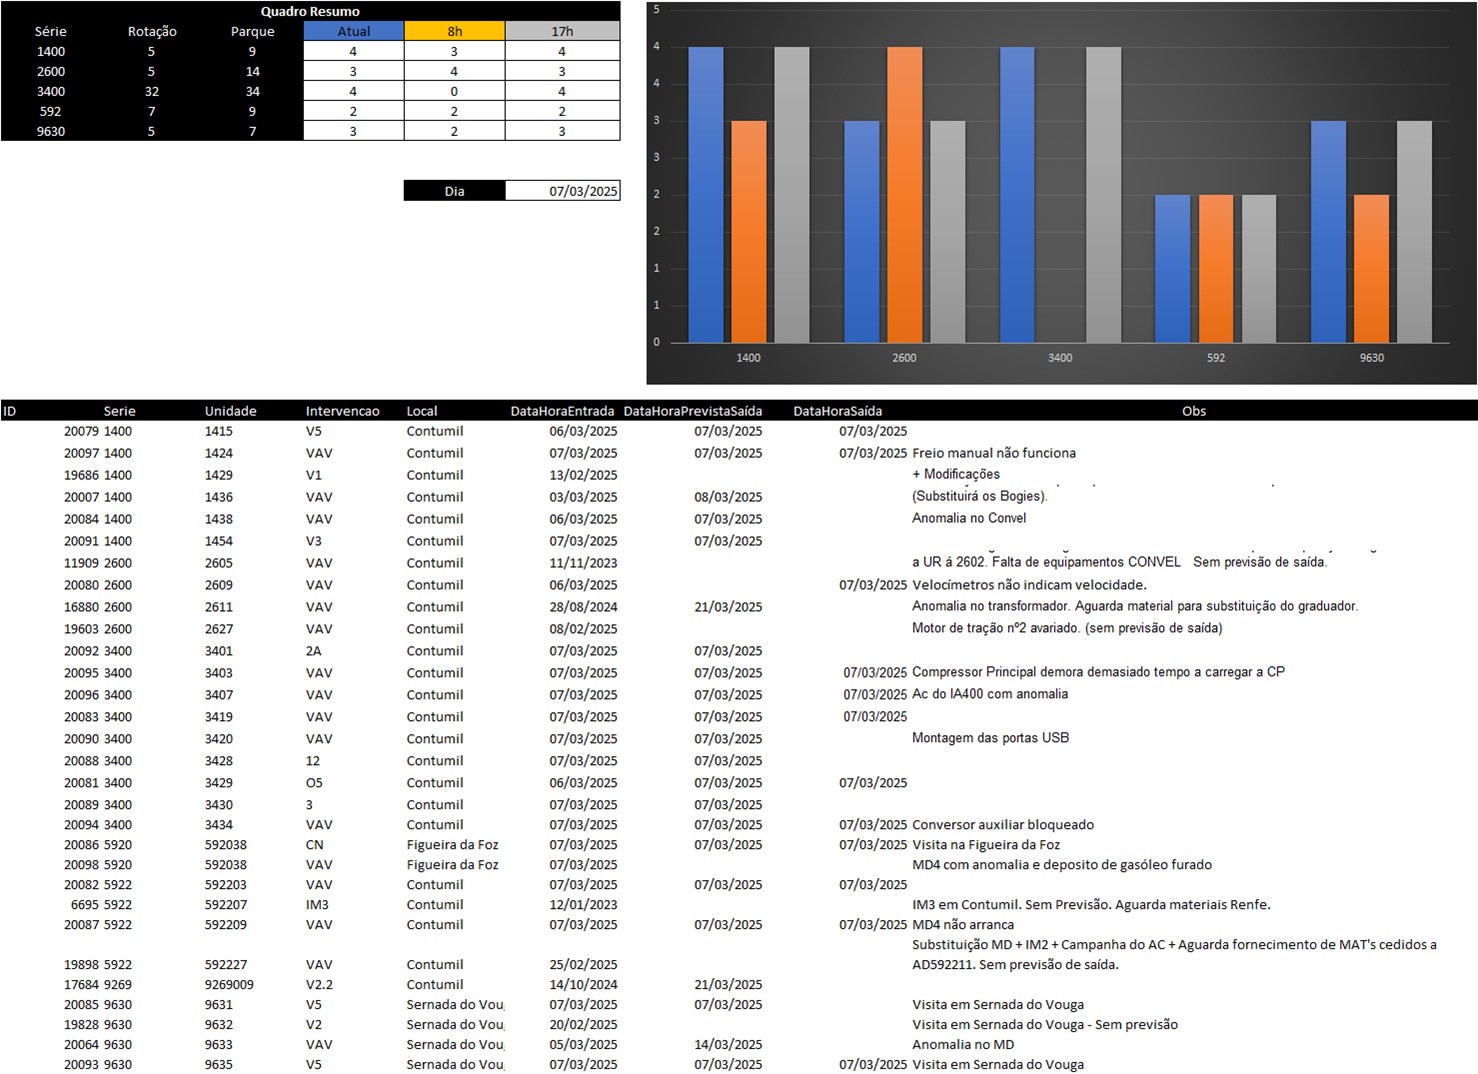 Quadro Resumo
Série Rotação Parque Atual 8h 17h
1400 5 9 4 3 4
2600 5 14 3 4 3
3400 32 34 4 0 4
592 7 9 2 2 2
9630 5 7 3 2 3
Dia 07/03/2025
5
4
4
3
3
2
2
1
1
0
1400 2600 3400 592 9630
ID Serie Unidade Intervencao Local DataHoraEntrada DataHoraPrevistaSaída DataHoraSaída Obs
20079 1400 1415 V5 Contumil 06/03/2025 07/03/2025 07/03/2025
20097 1400 1424 VAV Contumil 07/03/2025 07/03/2025 07/03/2025 Freio manual não funciona
19686 1400 1429 V1 Contumil 13/02/2025 + Modificações
20007 1400 1436 VAV Contumil 03/03/2025 08/03/2025 (Substituirá os Bogies).
20084 1400 1438 VAV Contumil 06/03/2025 07/03/2025 Anomalia no Convel
20091 1400 1454 V3 Contumil 07/03/2025 07/03/2025
11909 2600 2605 VAV Contumil 11/11/2023 a UR á 2602. Falta de equipamentos CONVEL Sem previsão de saída.
20080 2600 2609 VAV Contumil 06/03/2025 07/03/2025 Velocímetros não indicam velocidade.
16880 2600 2611 VAV Contumil 28/08/2024 21/03/2025 Anomalia no transformador. Aguarda material para substituição do graduador.
19603 2600 2627 VAV Contumil 08/02/2025 Motor de tração nº2 avariado. (sem previsão de saída)
20092 3400 3401 2A Contumil 07/03/2025 07/03/2025
20095 3400 3403 VAV Contumil 07/03/2025 07/03/2025 07/03/2025 Compressor Principal demora demasiado tempo a carregar a CP
20096 3400 3407 VAV Contumil 07/03/2025 07/03/2025 07/03/2025 Ac do IA400 com anomalia
20083 3400 3419 VAV Contumil 07/03/2025 07/03/2025 07/03/2025
20090 3400 3420 VAV Contumil 07/03/2025 07/03/2025 Montagem das portas USB
20088 3400 3428 12 Contumil 07/03/2025 07/03/2025
20081 3400 3429 O5 Contumil 06/03/2025 07/03/2025 07/03/2025
20089 3400 3430 3 Contumil 07/03/2025 07/03/2025
20094 3400 3434 VAV Contumil 07/03/2025 07/03/2025 07/03/2025 Conversor auxiliar bloqueado
20086 5920 592038 CN Figueira da Foz 07/03/2025 07/03/2025 07/03/2025 Visita na Figueira da Foz
20098 5920 592038 VAV Figueira da Foz 07/03/2025 07/03/2025 MD4 com anomalia e deposito de gasóleo furado
20082 5922 592203 VAV Contumil 07/03/2025 07/03/2025 07/03/2025
6695 5922 592207 IM3 Contumil 12/01/2023 IM3 em Contumil. Sem Previsão. Aguarda materiais Renfe.
20087 5922 592209 VAV Contumil 07/03/2025 07/03/2025 07/03/2025 MD4 não arranca
Substituição MD + IM2 + Campanha do AC + Aguarda fornecimento de MAT's cedidos a
19898 5922 592227 VAV Contumil 25/02/2025 AD592211. Sem previsão de saída.
17684 9269 9269009 V2.2 Contumil 14/10/2024 21/03/2025
20085 9630 9631 V5 Sernada do Vou 07/03/2025 07/03/2025 Visita em Sernada do Vouga
19828 9630 9632 V2 Sernada do Vou 20/02/2025 Visita em Sernada do Vouga - Sem previsão
20064 9630 9633 VAV Sernada do Vou 05/03/2025 14/03/2025 Anomalia no MD
20093 9630 9635 V5 Sernada do Vou 07/03/2025 07/03/2025 07/03/2025 Visita em Sernada do Vouga